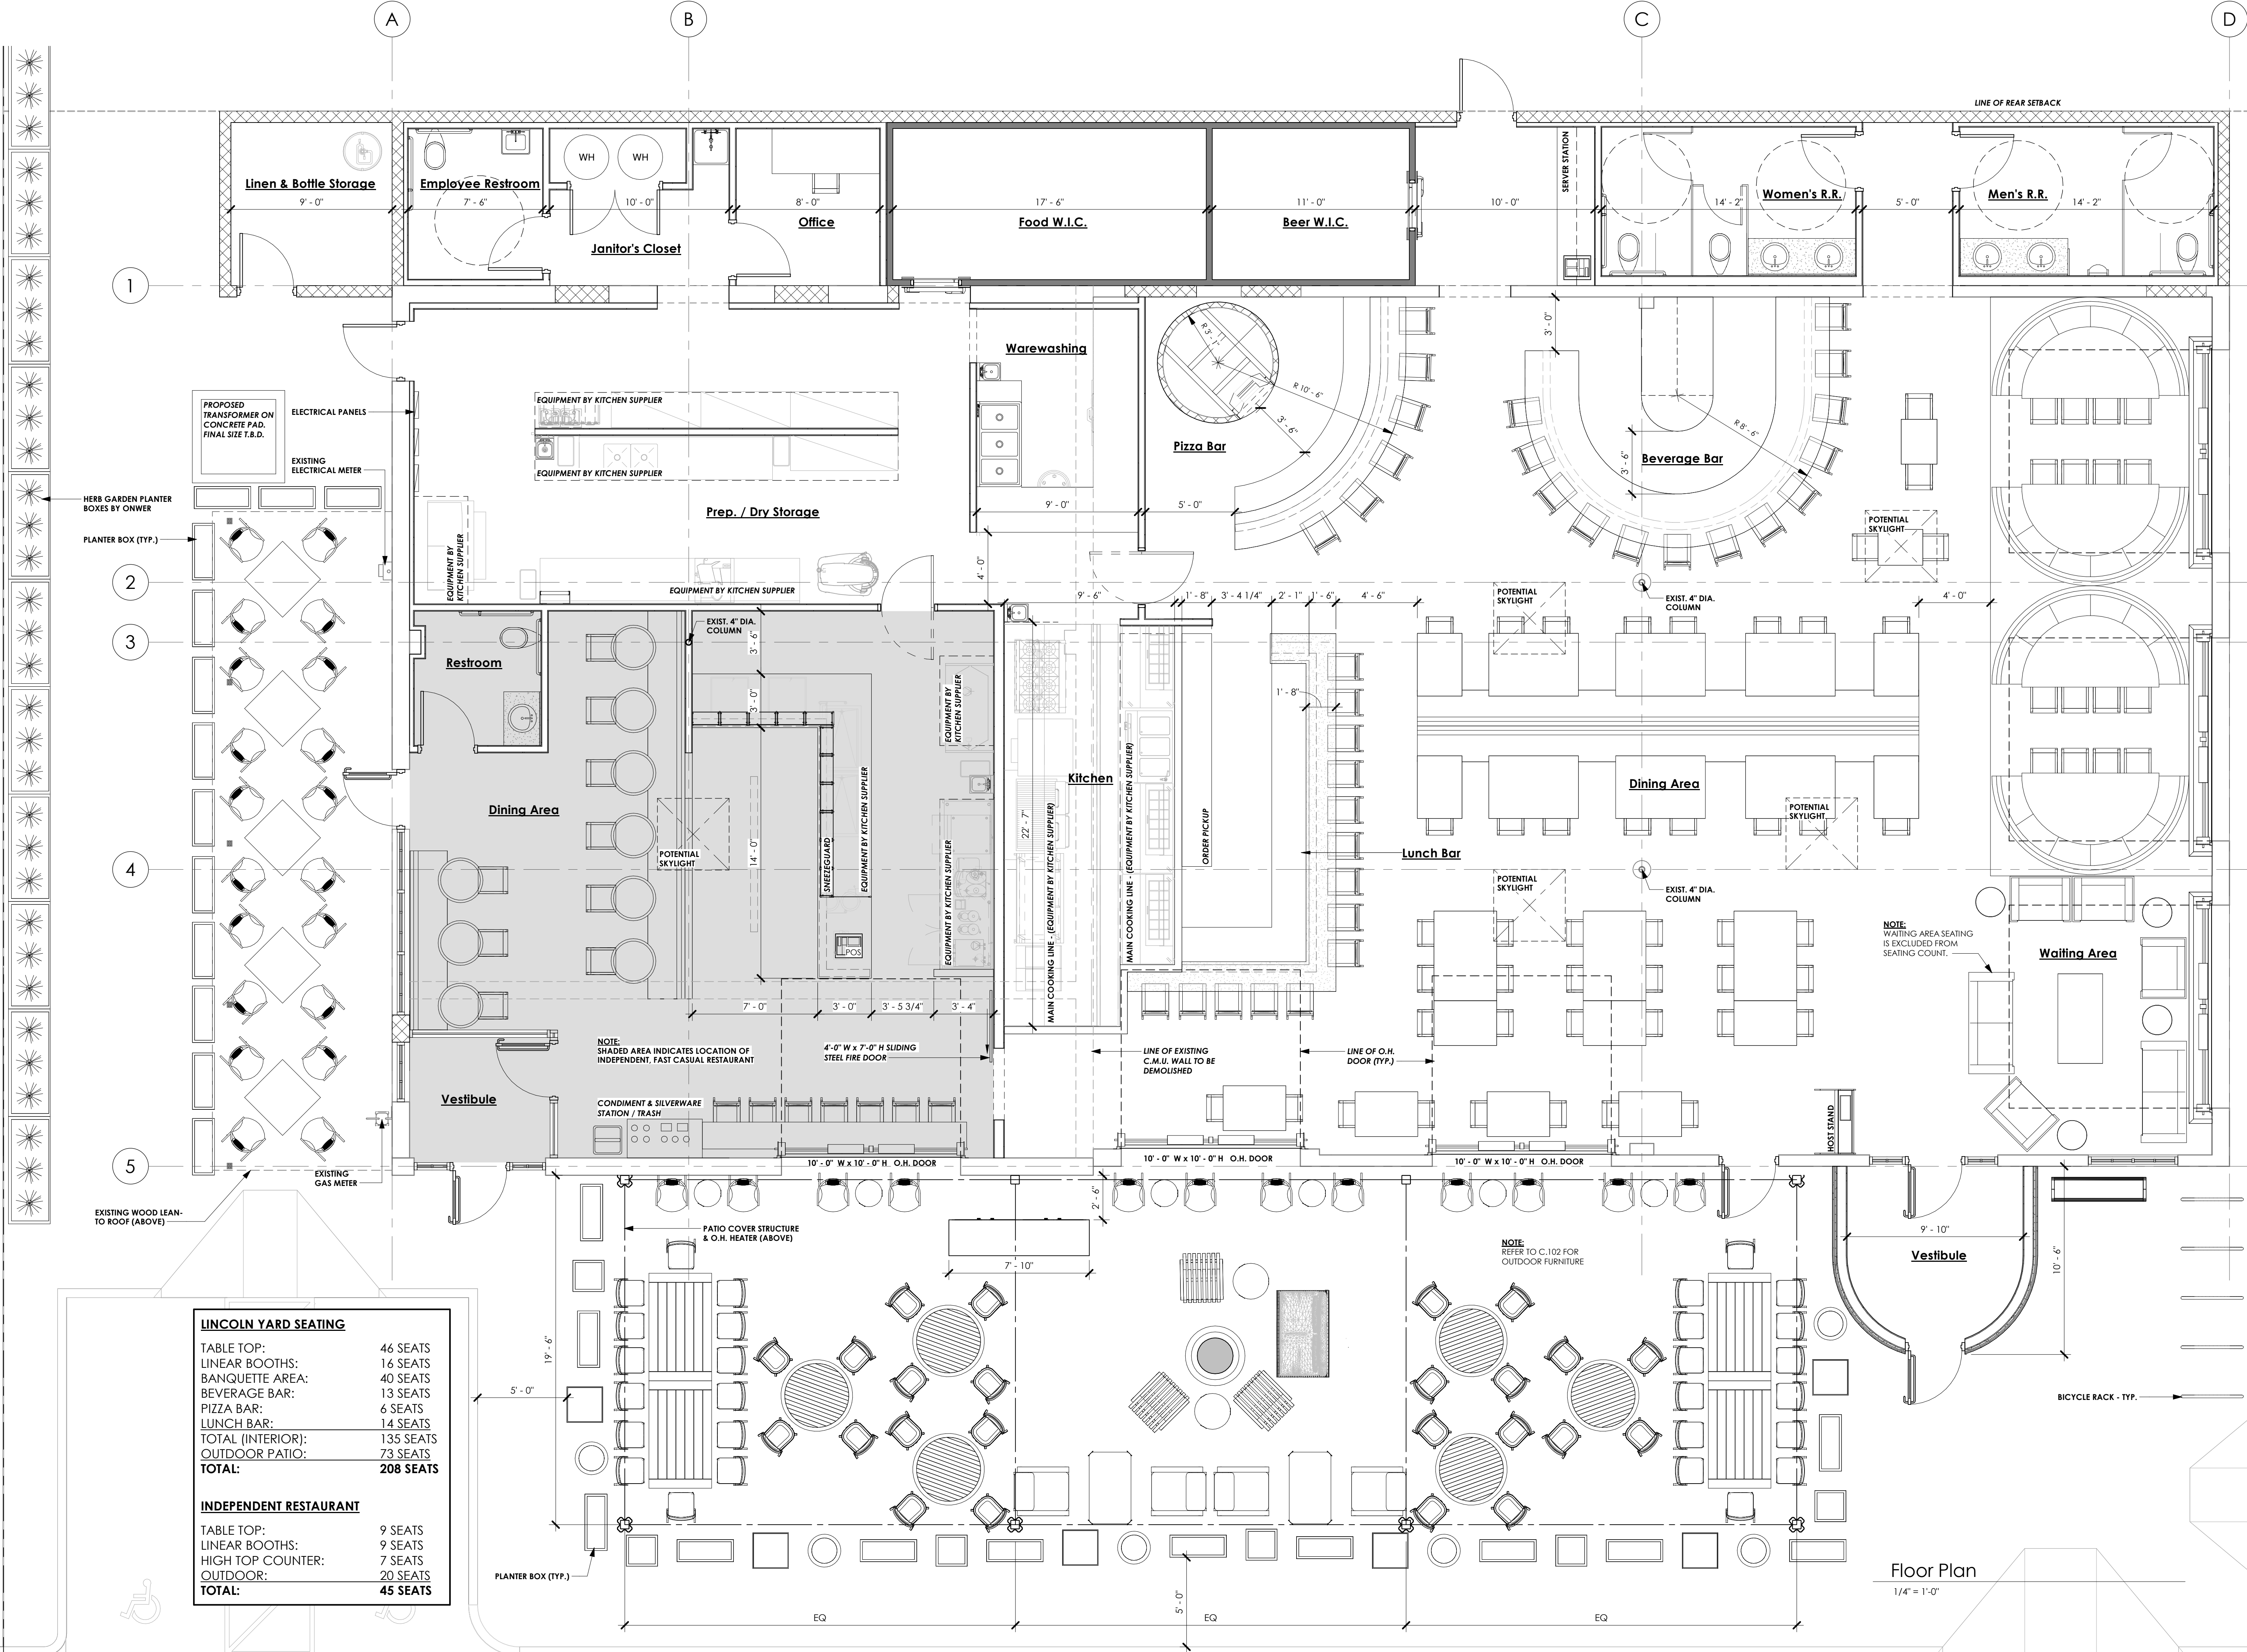 A
B
C
D
LINE OF REAR SETBACK
Linen & Bottle Storage
9' - 0"
Employee Restroom
7' - 6"
WH
WH
10' - 0"
Janitor's Closet
8' - 0"
Office
17' - 6"
Food W.I.C.
11' - 0"
Beer W.I.C.
10' - 0"
SERVER STATION
14' - 2"
Women's R.R.
5' - 0"
Men's R.R.
14' - 2"
1
3' - 0"
Warewashing
R 3' - 1"
R 10' - 6"
3' - 6"
Pizza Bar
R 8' - 6"
3' - 6"
Beverage Bar
PROPOSED
TRANSFORMER ON
CONCRETE PAD.
FINAL SIZE T.B.D.
ELECTRICAL PANELS
EXISTING
ELECTRICAL METER
EQUIPMENT BY KITCHEN SUPPLIER
EQUIPMENT BY KITCHEN SUPPLIER
HERB GARDEN PLANTER
BOXES BY ONWER
PLANTER BOX (TYP.)
Prep. / Dry Storage
9' - 0"
5' - 0"
EQUIPMENT BY
KITCHEN SUPPLIER
EQUIPMENT BY KITCHEN SUPPLIER
4' - 0"
POTENTIAL
SKYLIGHT
2
POTENTIAL
SKYLIGHT
EXIST. 4" DIA.
COLUMN
9' - 6"
1' - 8"
3' - 4 1/4"
2' - 1"
1' - 6"
4' - 6"
4' - 0"
3
EXIST. 4" DIA.
COLUMN
3' - 6"
Restroom
3' - 0"
EQUIPMENT BY
KITCHEN SUPPLIER
1' - 8"
Kitchen
Dining Area
Dining Area
POTENTIAL
SKYLIGHT
22' - 7"
MAIN COOKING LINE - (EQUIPMENT BY KITCHEN SUPPLIER)
MAIN COOKING LINE - (EQUIPMENT BY KITCHEN SUPPLIER)
ORDER PICKUP
Lunch Bar
4
POTENTIAL
SKYLIGHT
14' - 0"
SNEEZEGUARD
EQUIPMENT BY KITCHEN SUPPLIER
EQUIPMENT BY KITCHEN SUPPLIER
POS
POTENTIAL
SKYLIGHT
EXIST. 4" DIA.
COLUMN
NOTE:
WAITING AREA SEATING
IS EXCLUDED FROM
SEATING COUNT.
Waiting Area
7' - 0"
3' - 0"
3' - 5 3/4"
3' - 4"
NOTE:
SHADED AREA INDICATES LOCATION OF
INDEPENDENT, FAST CASUAL RESTAURANT
4'-0" W x 7'-0" H SLIDING
STEEL FIRE DOOR
LINE OF EXISTING
C.M.U. WALL TO BE
DEMOLISHED
LINE OF O.H.
DOOR (TYP.)
Vestibule
CONDIMENT & SILVERWARE
STATION / TRASH
HOST STAND
5
10' - 0" W x 10' - 0" H O.H. DOOR
10' - 0" W x 10' - 0" H O.H. DOOR
10' - 0" W x 10' - 0" H O.H. DOOR
EXISTING
GAS METER
EXISTING WOOD LEAN-
TO ROOF (ABOVE)
PATIO COVER STRUCTURE
& O.H. HEATER (ABOVE)
2' - 6"
7' - 10"
NOTE:
REFER TO C.102 FOR
OUTDOOR FURNITURE
9' - 10"
Vestibule
10' - 6"
19' - 6"
5' - 0"
BICYCLE RACK - TYP.
LINCOLN YARD SEATING
TABLE TOP: 46 SEATS
LINEAR BOOTHS: 16 SEATS
BANQUETTE AREA: 40 SEATS
BEVERAGE BAR: 13 SEATS
PIZZA BAR: 6 SEATS
LUNCH BAR: 14 SEATS
TOTAL (INTERIOR): 135 SEATS
OUTDOOR PATIO: 73 SEATS
TOTAL: 208 SEATS
INDEPENDENT RESTAURANT
TABLE TOP: 9 SEATS
LINEAR BOOTHS: 9 SEATS
HIGH TOP COUNTER: 7 SEATS
OUTDOOR: 20 SEATS
TOTAL: 45 SEATS
PLANTER BOX (TYP.)
5' - 0"
EQ
EQ
EQ
Floor Plan
1/4" = 1'-0"